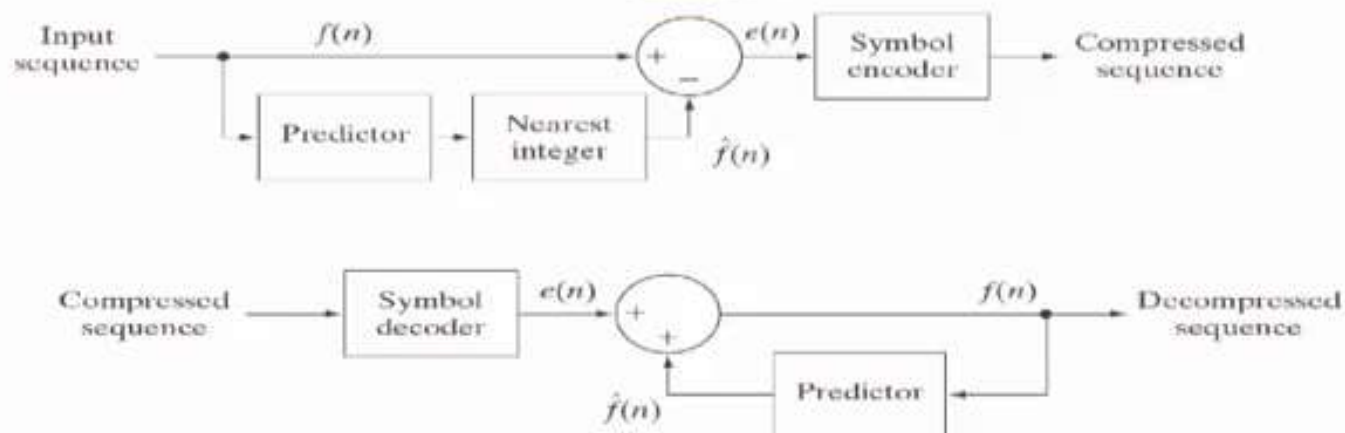 Input
sequence
f(n)
e(n)
Symbol
encoder
Compressed
sequence
+
−
Predictor
Nearest
integer
f̂(n)
Compressed
sequence
Symbol
decoder
e(n)
+
+
f(n)
Decompressed
sequence
f̂(n)
Predictor